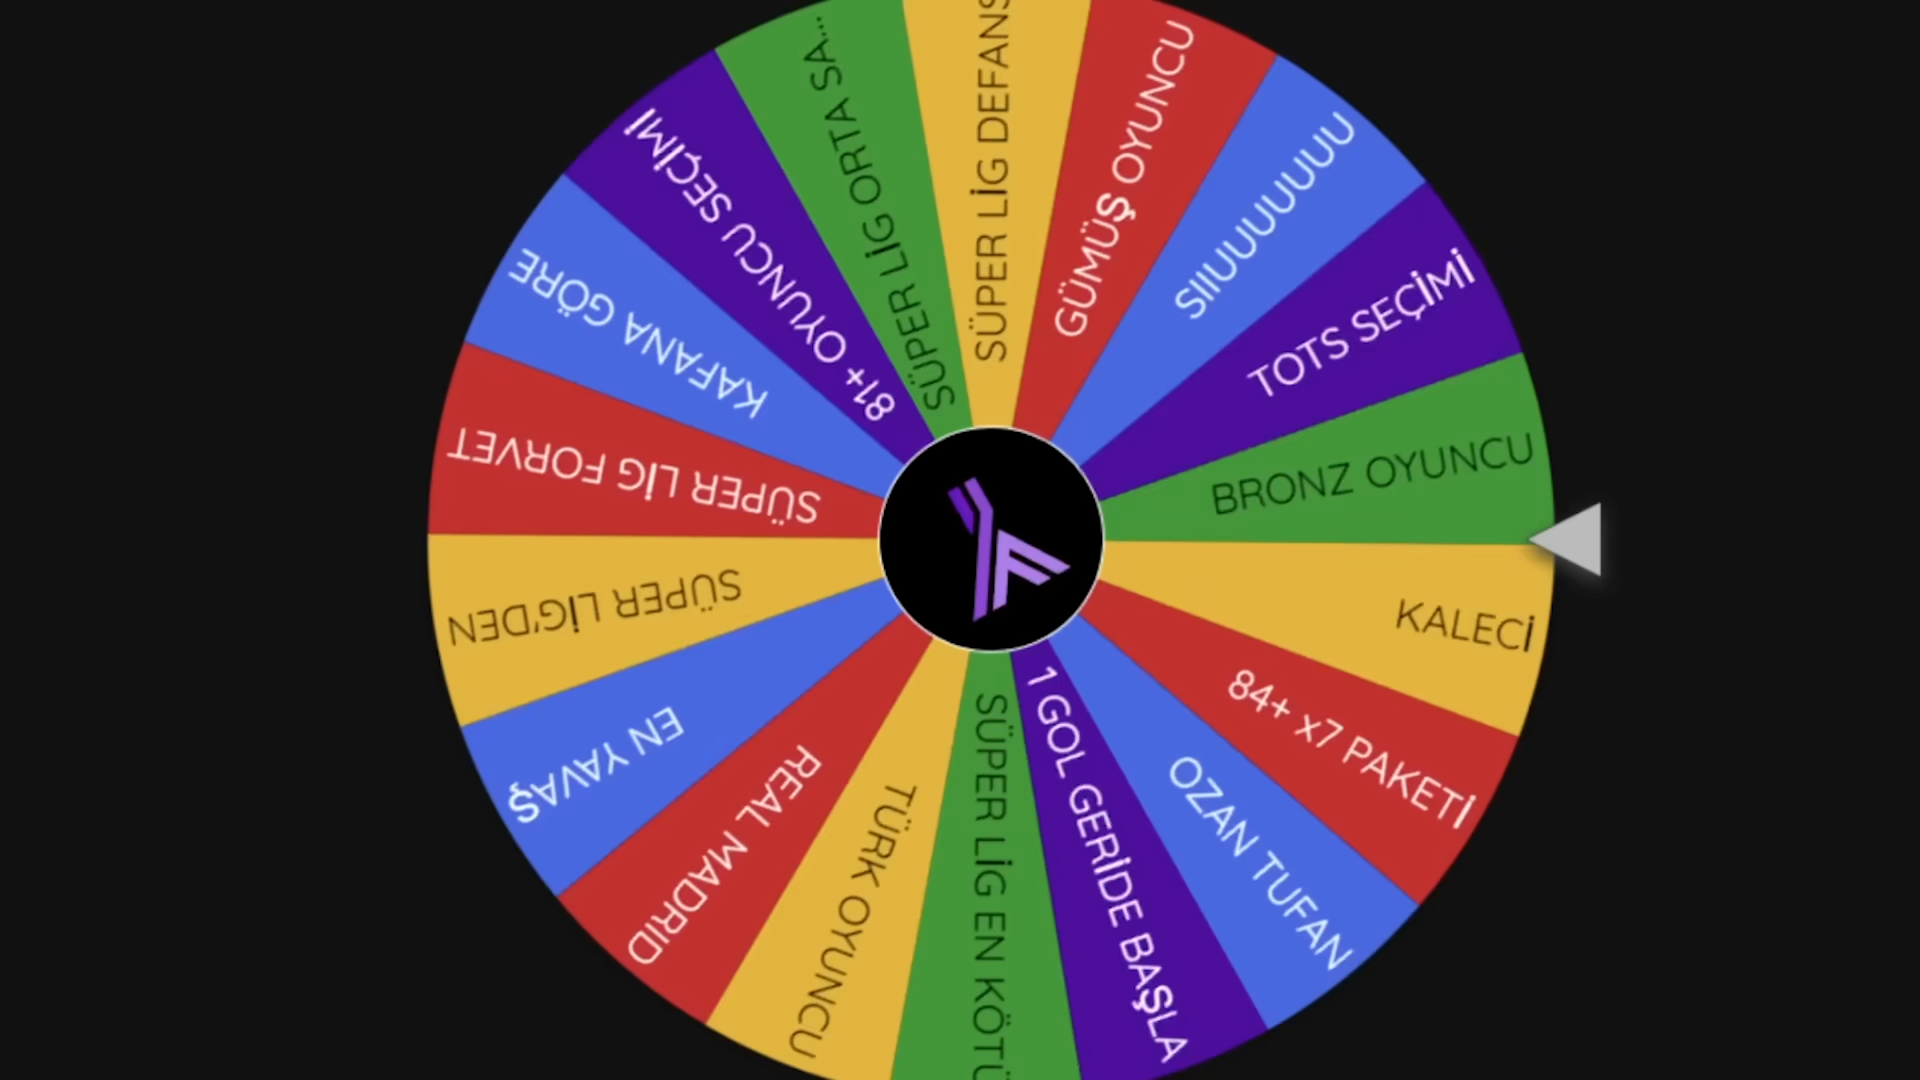 SÜPER LİG DEFANS
GÜMÜŞ OYUNCU
SIIUUUUUUU
TOTS SEÇİMİ
BRONZ OYUNCU
KALECİ
84+ x7 PAKETİ
OZAN TUFAN
1 GOL GERİDE BAŞLA
SÜPER LİG EN KÖTÜ
TÜRK OYUNCU
REAL MADRID
EN YAVAŞ
SÜPER LİG'DEN
SÜPER LİG FORVET
KAFANA GÖRE
81+ OYUNCU SEÇİMİ
SÜPER LİG ORTA SA...